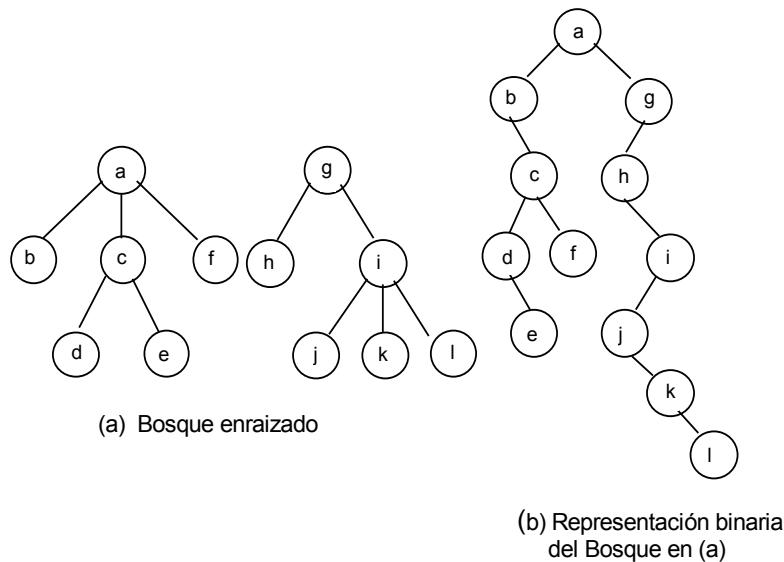 a
b c f
d e
g
h i
j k l
(a) Bosque enraizado
a
b g
c h
d f i
e j
k
l
(b) Representación binaria
del Bosque en (a)